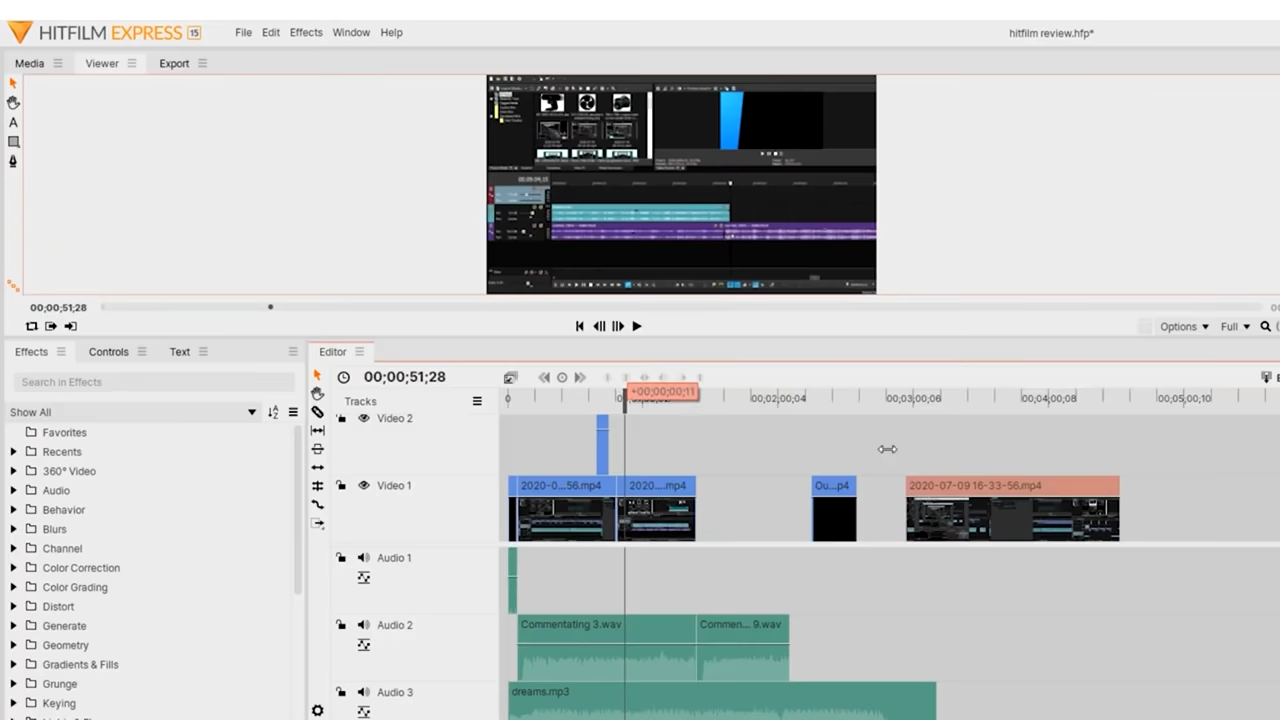 HITFILM EXPRESS 15 File Edit Effects Window Help hitfilm review.hfp*
Media Viewer Export
A
00;00;51;28
Options Full
Effects Controls Text Editor
Search in Effects
00;00;51;28
+00;00;00;11
Show All
Tracks
0 00;02;00;04 00;03;00;06 00;04;00;08 00;05;00;10
Favorites
Recents
360° Video
Audio
Behavior
Blurs
Channel
Color Correction
Color Grading
Distort
Generate
Geometry
Gradients & Fills
Grunge
Keying
Video 2
Video 1
2020-0...56.mp4 2020....mp4 Ou...p4 2020-07-09 16-33-56.mp4
Audio 1
Audio 2
Commentating 3.wav Commen... 9.wav
Audio 3
dreams.mp3